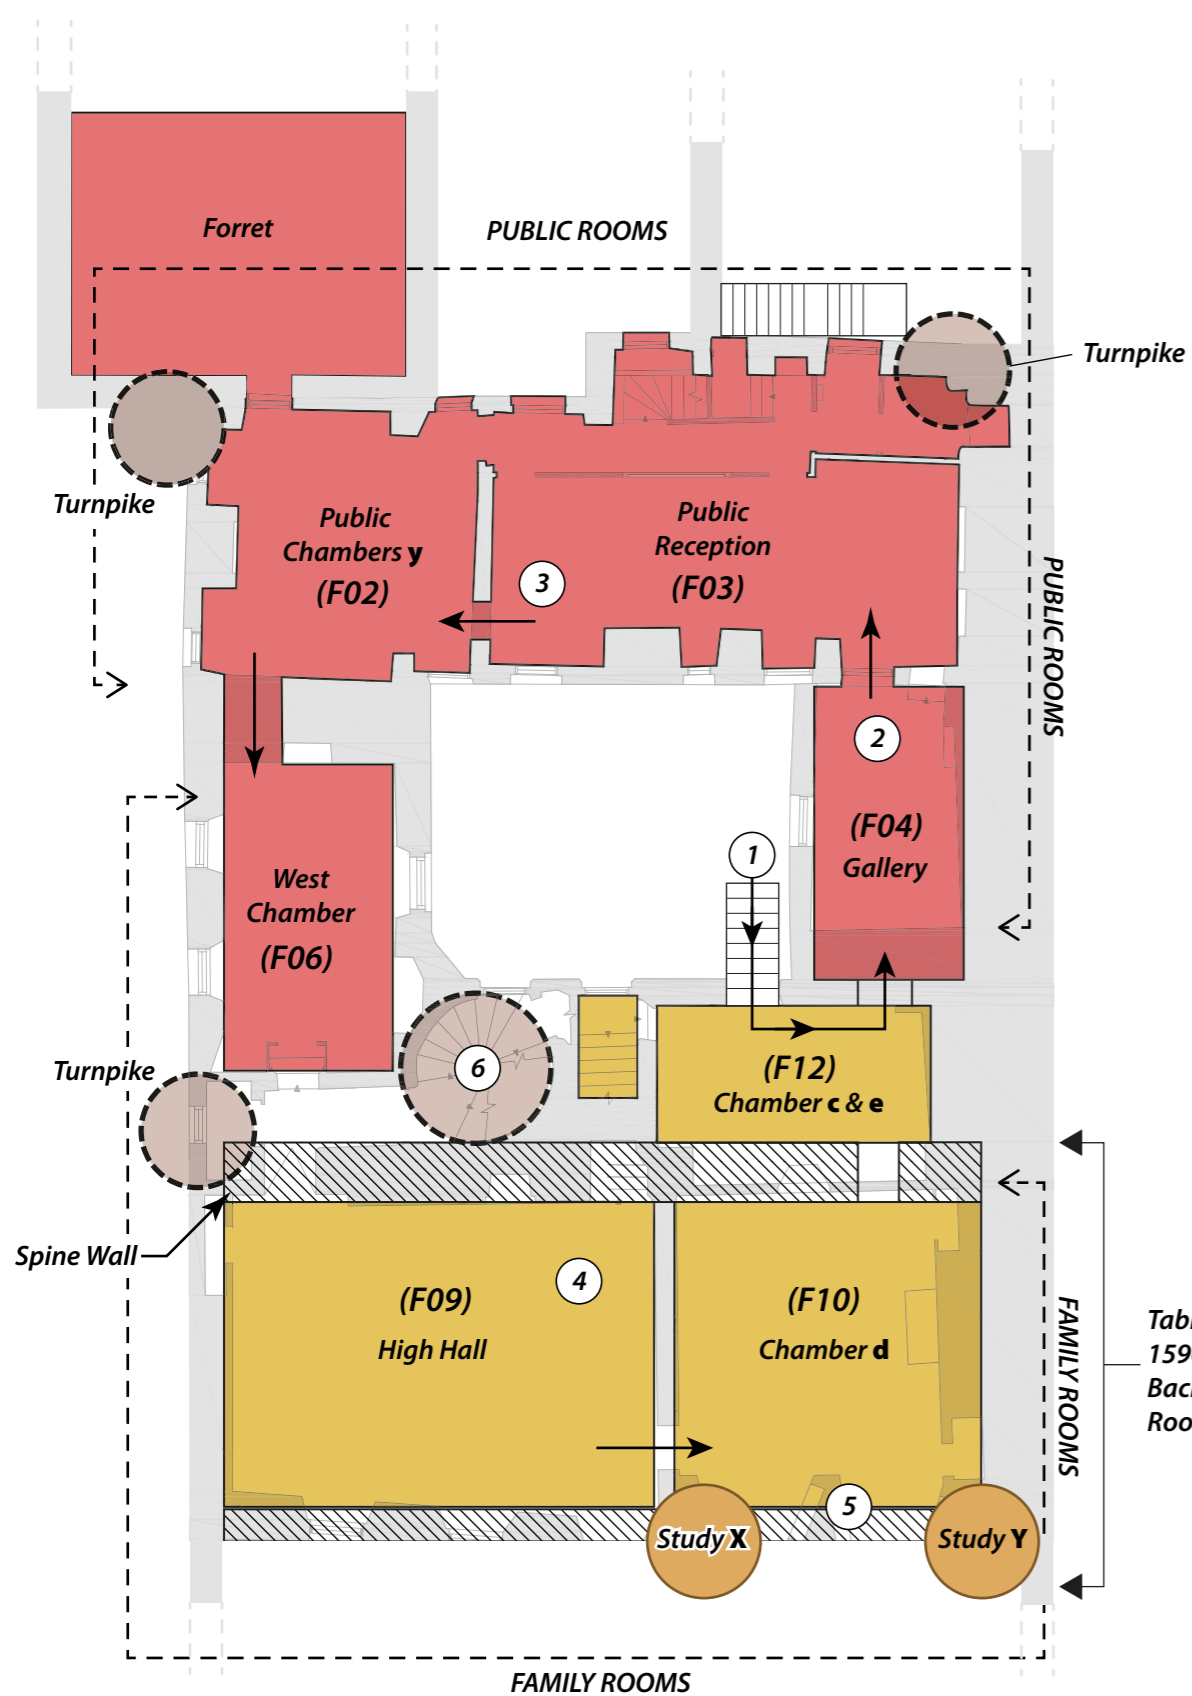 Forret
PUBLIC ROOMS
Turnpike
Turnpike
Public
Chambers y
(F02)
Public
Reception
(F03)
3
PUBLIC ROOMS
2
(F04)
Gallery
1
West
Chamber
(F06)
Turnpike
6
(F12)
Chamber c & e
Spine Wall
(F09)
High Hall
4
(F10)
Chamber d
FAMILY ROOMS
5
Study X
Study Y
FAMILY ROOMS